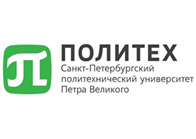 ПОЛИТЕХ
Санкт-Петербургский
политехнический университет
Петра Великого